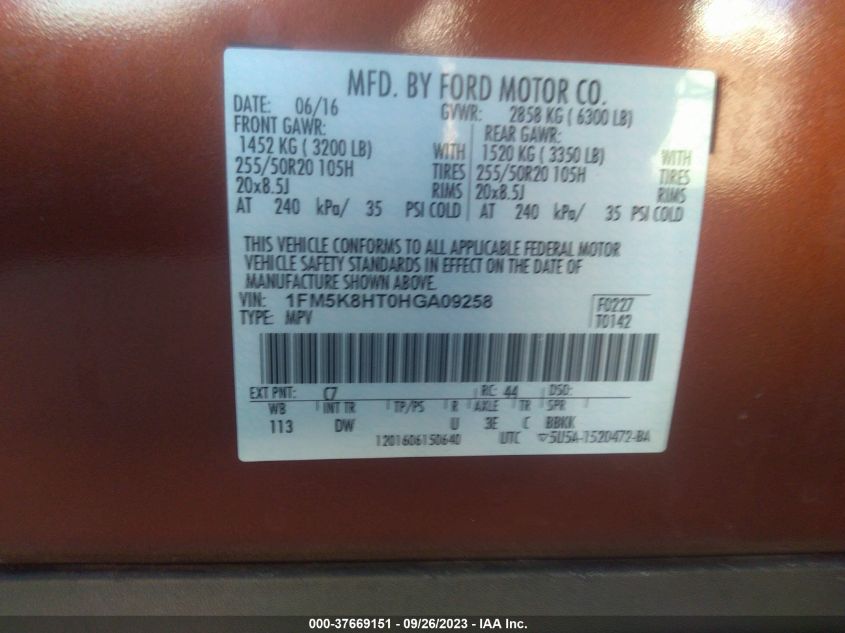 MFD. BY FORD MOTOR CO.
DATE: 06/16 GVWR: 2858 KG ( 6300 LB)
FRONT GAWR: REAR GAWR:
1452 KG ( 3200 LB) WITH 1520 KG ( 3350 LB) WITH
255/50R20 105H TIRES 255/50R20 105H TIRES
20x8.5J RIMS 20x8.5J RIMS
AT 240 kPa/ 35 PSI COLD AT 240 kPa/ 35 PSI COLD
THIS VEHICLE CONFORMS TO ALL APPLICABLE FEDERAL MOTOR
VEHICLE SAFETY STANDARDS IN EFFECT ON THE DATE OF
MANUFACTURE SHOWN ABOVE.
VIN: 1FM5K8HT0HGA09258 F0227
TYPE: MPV T0142
EXT PNT: C7 RC: 44 DSO:
WB INT TR TP/PS R AXLE TR SPR
113 DW U 3E C BBKK
1201606150640 UTC ▽5U5A-1520472-BA
000-37669151 - 09/26/2023 - IAA Inc.